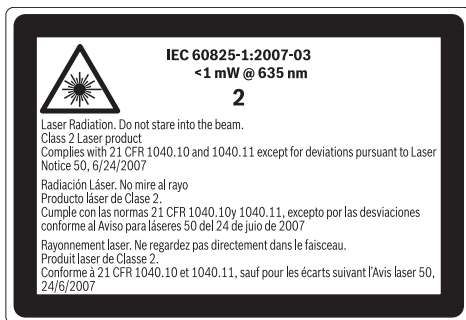 IEC 60825-1:2007-03
<1 mW @ 635 nm
2
Laser Radiation. Do not stare into the beam.
Class 2 Laser product
Complies with 21 CFR 1040.10 and 1040.11 except for deviations pursuant to Laser
Notice 50, 6/24/2007
Radiación Láser. No mire al rayo
Producto láser de Clase 2.
Cumple con las normas 21 CFR 1040.10y 1040.11, excepto por las desviaciones
conforme al Aviso para láseres 50 del 24 de juio de 2007
Rayonnement laser. Ne regardez pas directement dans le faisceau.
Produit laser de Classe 2.
Conforme à 21 CFR 1040.10 et 1040.11, sauf pour les écarts suivant l'Avis laser 50,
24/6/2007